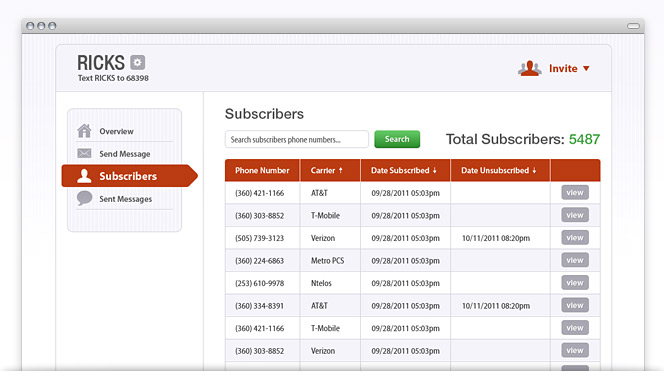 RICKS
Text RICKS to 68398
Invite
Overview
Send Message
Subscribers
Sent Messages
Subscribers
Search subscribers phone numbers...
Search
Total Subscribers: 5487
Phone Number Carrier ↑ Date Subscribed ↓ Date Unsubscribed ↓
(360) 421-1166 AT&T 09/28/2011 05:03pm view
(360) 303-8852 T-Mobile 09/28/2011 05:03pm view
(505) 739-3123 Verizon 09/28/2011 05:03pm 10/11/2011 08:20pm view
(360) 224-6863 Metro PCS 09/28/2011 05:03pm view
(253) 610-9978 Ntelos 09/28/2011 05:03pm view
(360) 334-8391 AT&T 09/28/2011 05:03pm 10/11/2011 08:20pm view
(360) 421-1166 T-Mobile 09/28/2011 05:03pm view
(360) 303-8852 Verizon 09/28/2011 05:03pm view